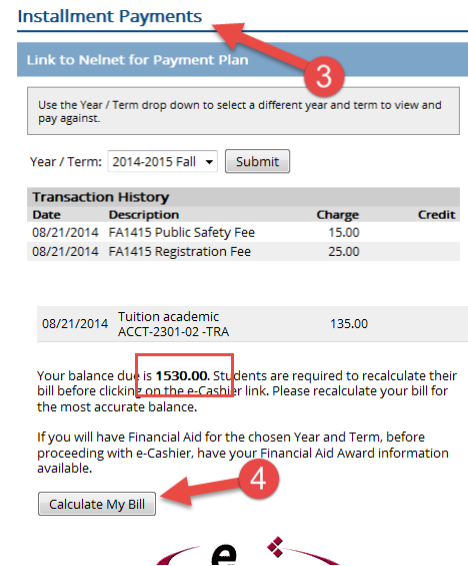 Installment Payments
Link to Nelnet for Payment Plan
3
Use the Year / Term drop down to select a different year and term to view and
pay against.
Year / Term: 2014-2015 Fall Submit
Transaction History
Date Description Charge Credit
08/21/2014 FA1415 Public Safety Fee 15.00
08/21/2014 FA1415 Registration Fee 25.00
08/21/2014 Tuition academic 135.00
ACCT-2301-02 -TRA
Your balance due is 1530.00. Students are required to recalculate their
bill before clicking on the e-Cashier link. Please recalculate your bill for
the most accurate balance.
If you will have Financial Aid for the chosen Year and Term, before
proceeding with e-Cashier, have your Financial Aid Award information
available.
4
Calculate My Bill
e